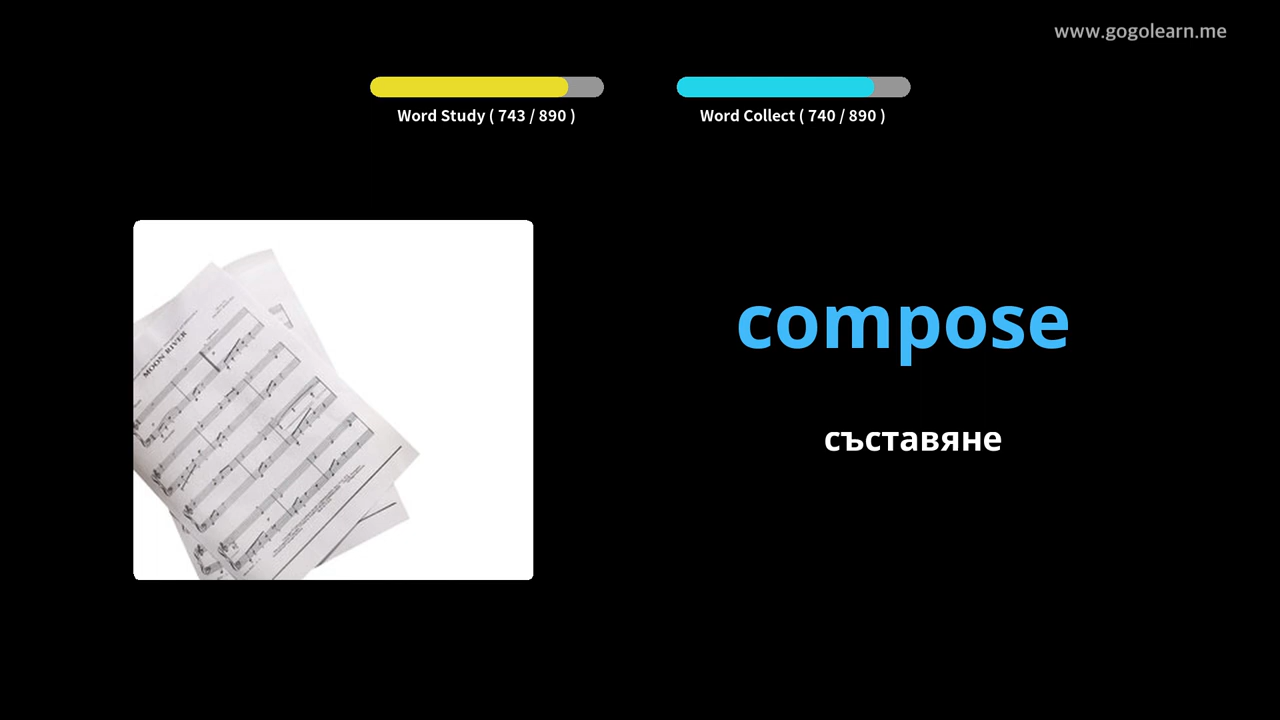 www.gogolearn.me
Word Study ( 743 / 890 )
Word Collect ( 740 / 890 )
MOON RIVER
compose
съставяне